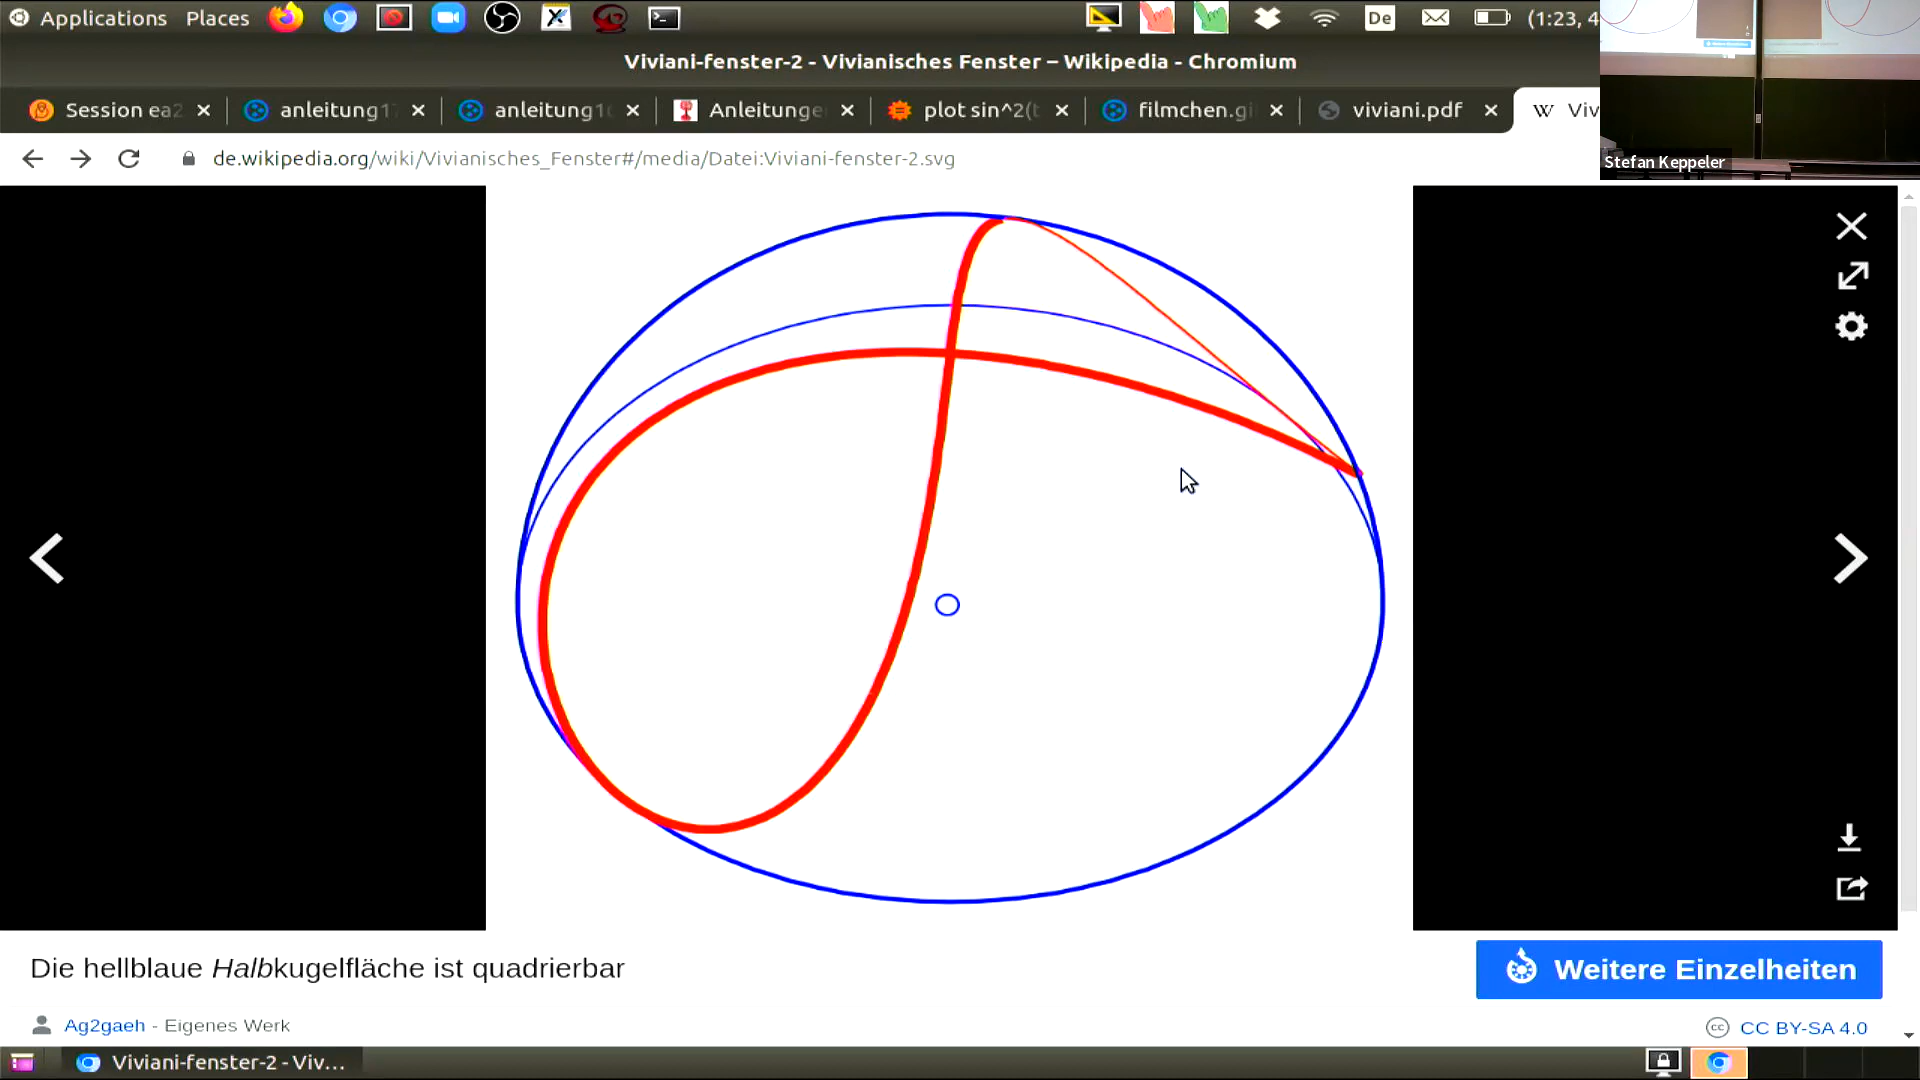 Applications Places De (1:23, 4
Viviani-fenster-2 - Vivianisches Fenster – Wikipedia - Chromium
Session ea2 anleitung1 anleitung1 Anleitunge plot sin^2(t filmchen.gi viviani.pdf W Viv
de.wikipedia.org/wiki/Vivianisches_Fenster#/media/Datei:Viviani-fenster-2.svg
Stefan Keppeler
Die hellblaue Halbkugelfläche ist quadrierbar
Weitere Einzelheiten
Ag2gaeh - Eigenes Werk
CC BY-SA 4.0
Viviani-fenster-2 - Viv...